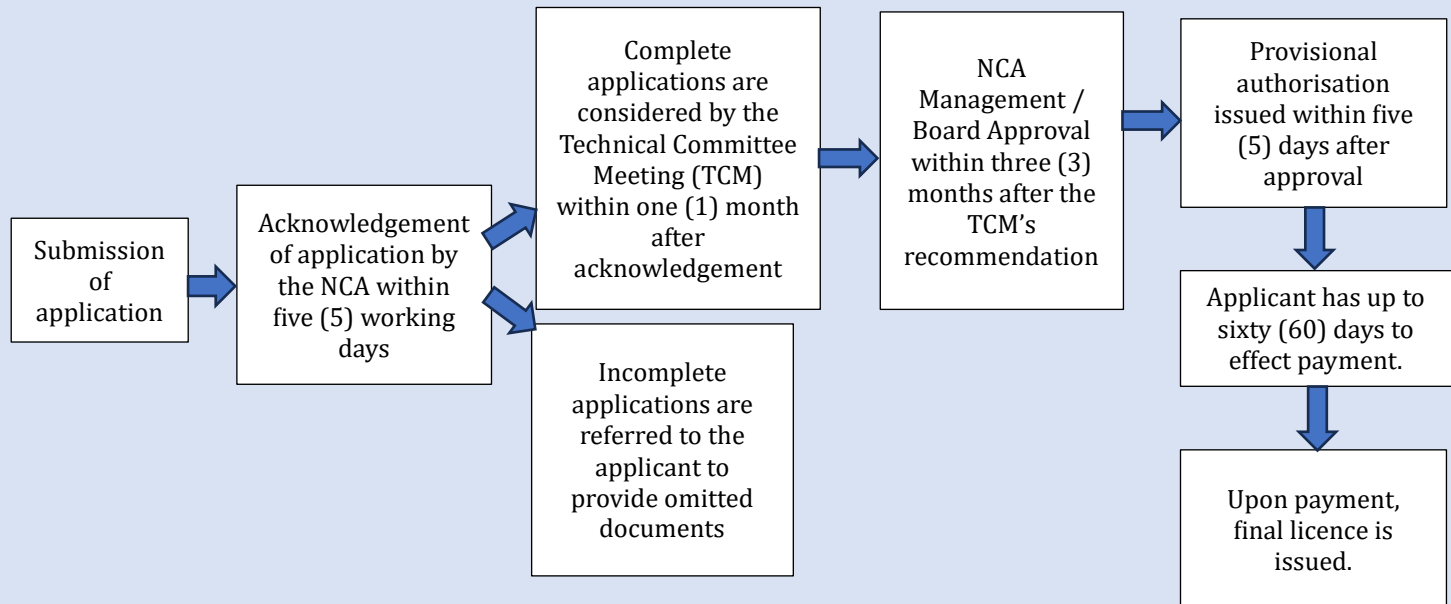 Submission
of
application
Acknowledgement
of application by
the NCA within
five (5) working
days
Complete
applications are
considered by the
Technical Committee
Meeting (TCM)
within one (1) month
after
acknowledgement
Incomplete
applications are
referred to the
applicant to
provide omitted
documents
NCA
Management /
Board Approval
within three (3)
months after the
TCM’s
recommendation
Provisional
authorisation
issued within five
(5) days after
approval
Applicant has up to
sixty (60) days to
effect payment.
Upon payment,
final licence is
issued.